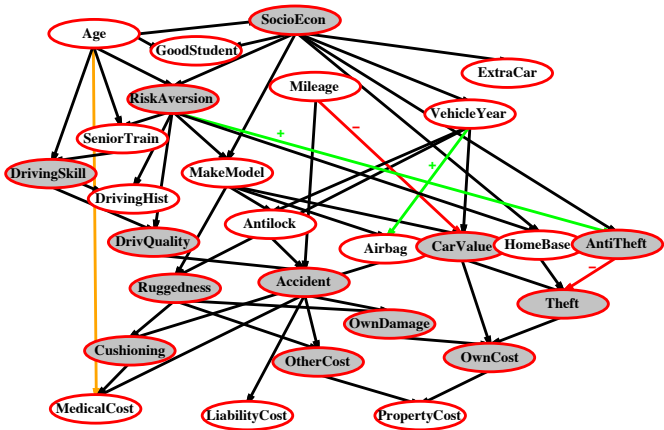 SocioEcon
Age
GoodStudent
ExtraCar
Mileage
RiskAversion
VehicleYear
−
+
SeniorTrain
+
DrivingSkill
MakeModel
DrivingHist
Antilock
DrivQuality
Airbag
CarValue
HomeBase
AntiTheft
−
Ruggedness
Accident
Theft
OwnDamage
Cushioning
OtherCost
OwnCost
MedicalCost
LiabilityCost
PropertyCost